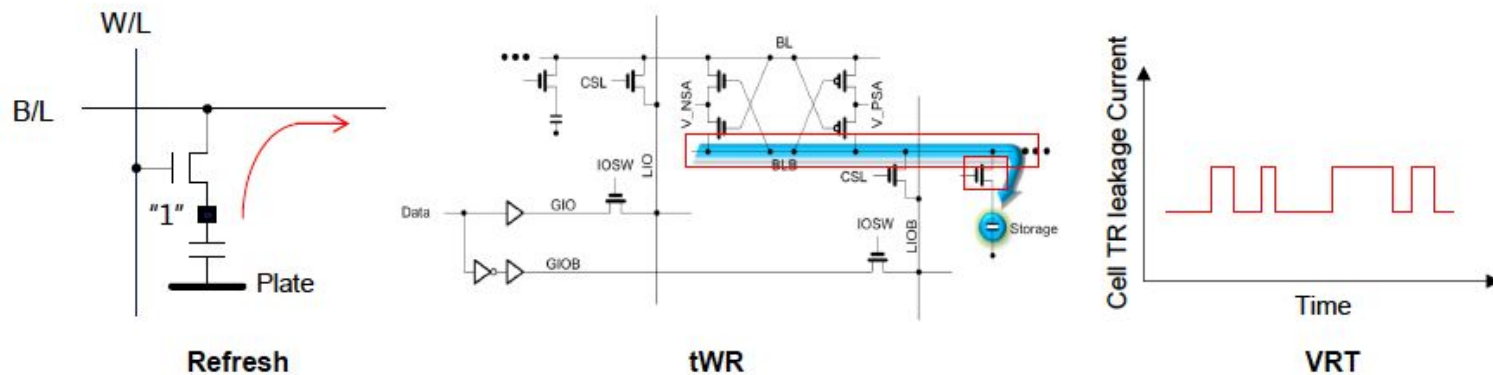 W/L
B/L
"1"
Plate
Refresh
BL
CSL
V_NSA
V_PSA
LIO
BLB
IOSW
CSL
Data
GIO
IOSW
LIOB
Storage
GIOB
tWR
Cell TR leakage Current
Time
VRT